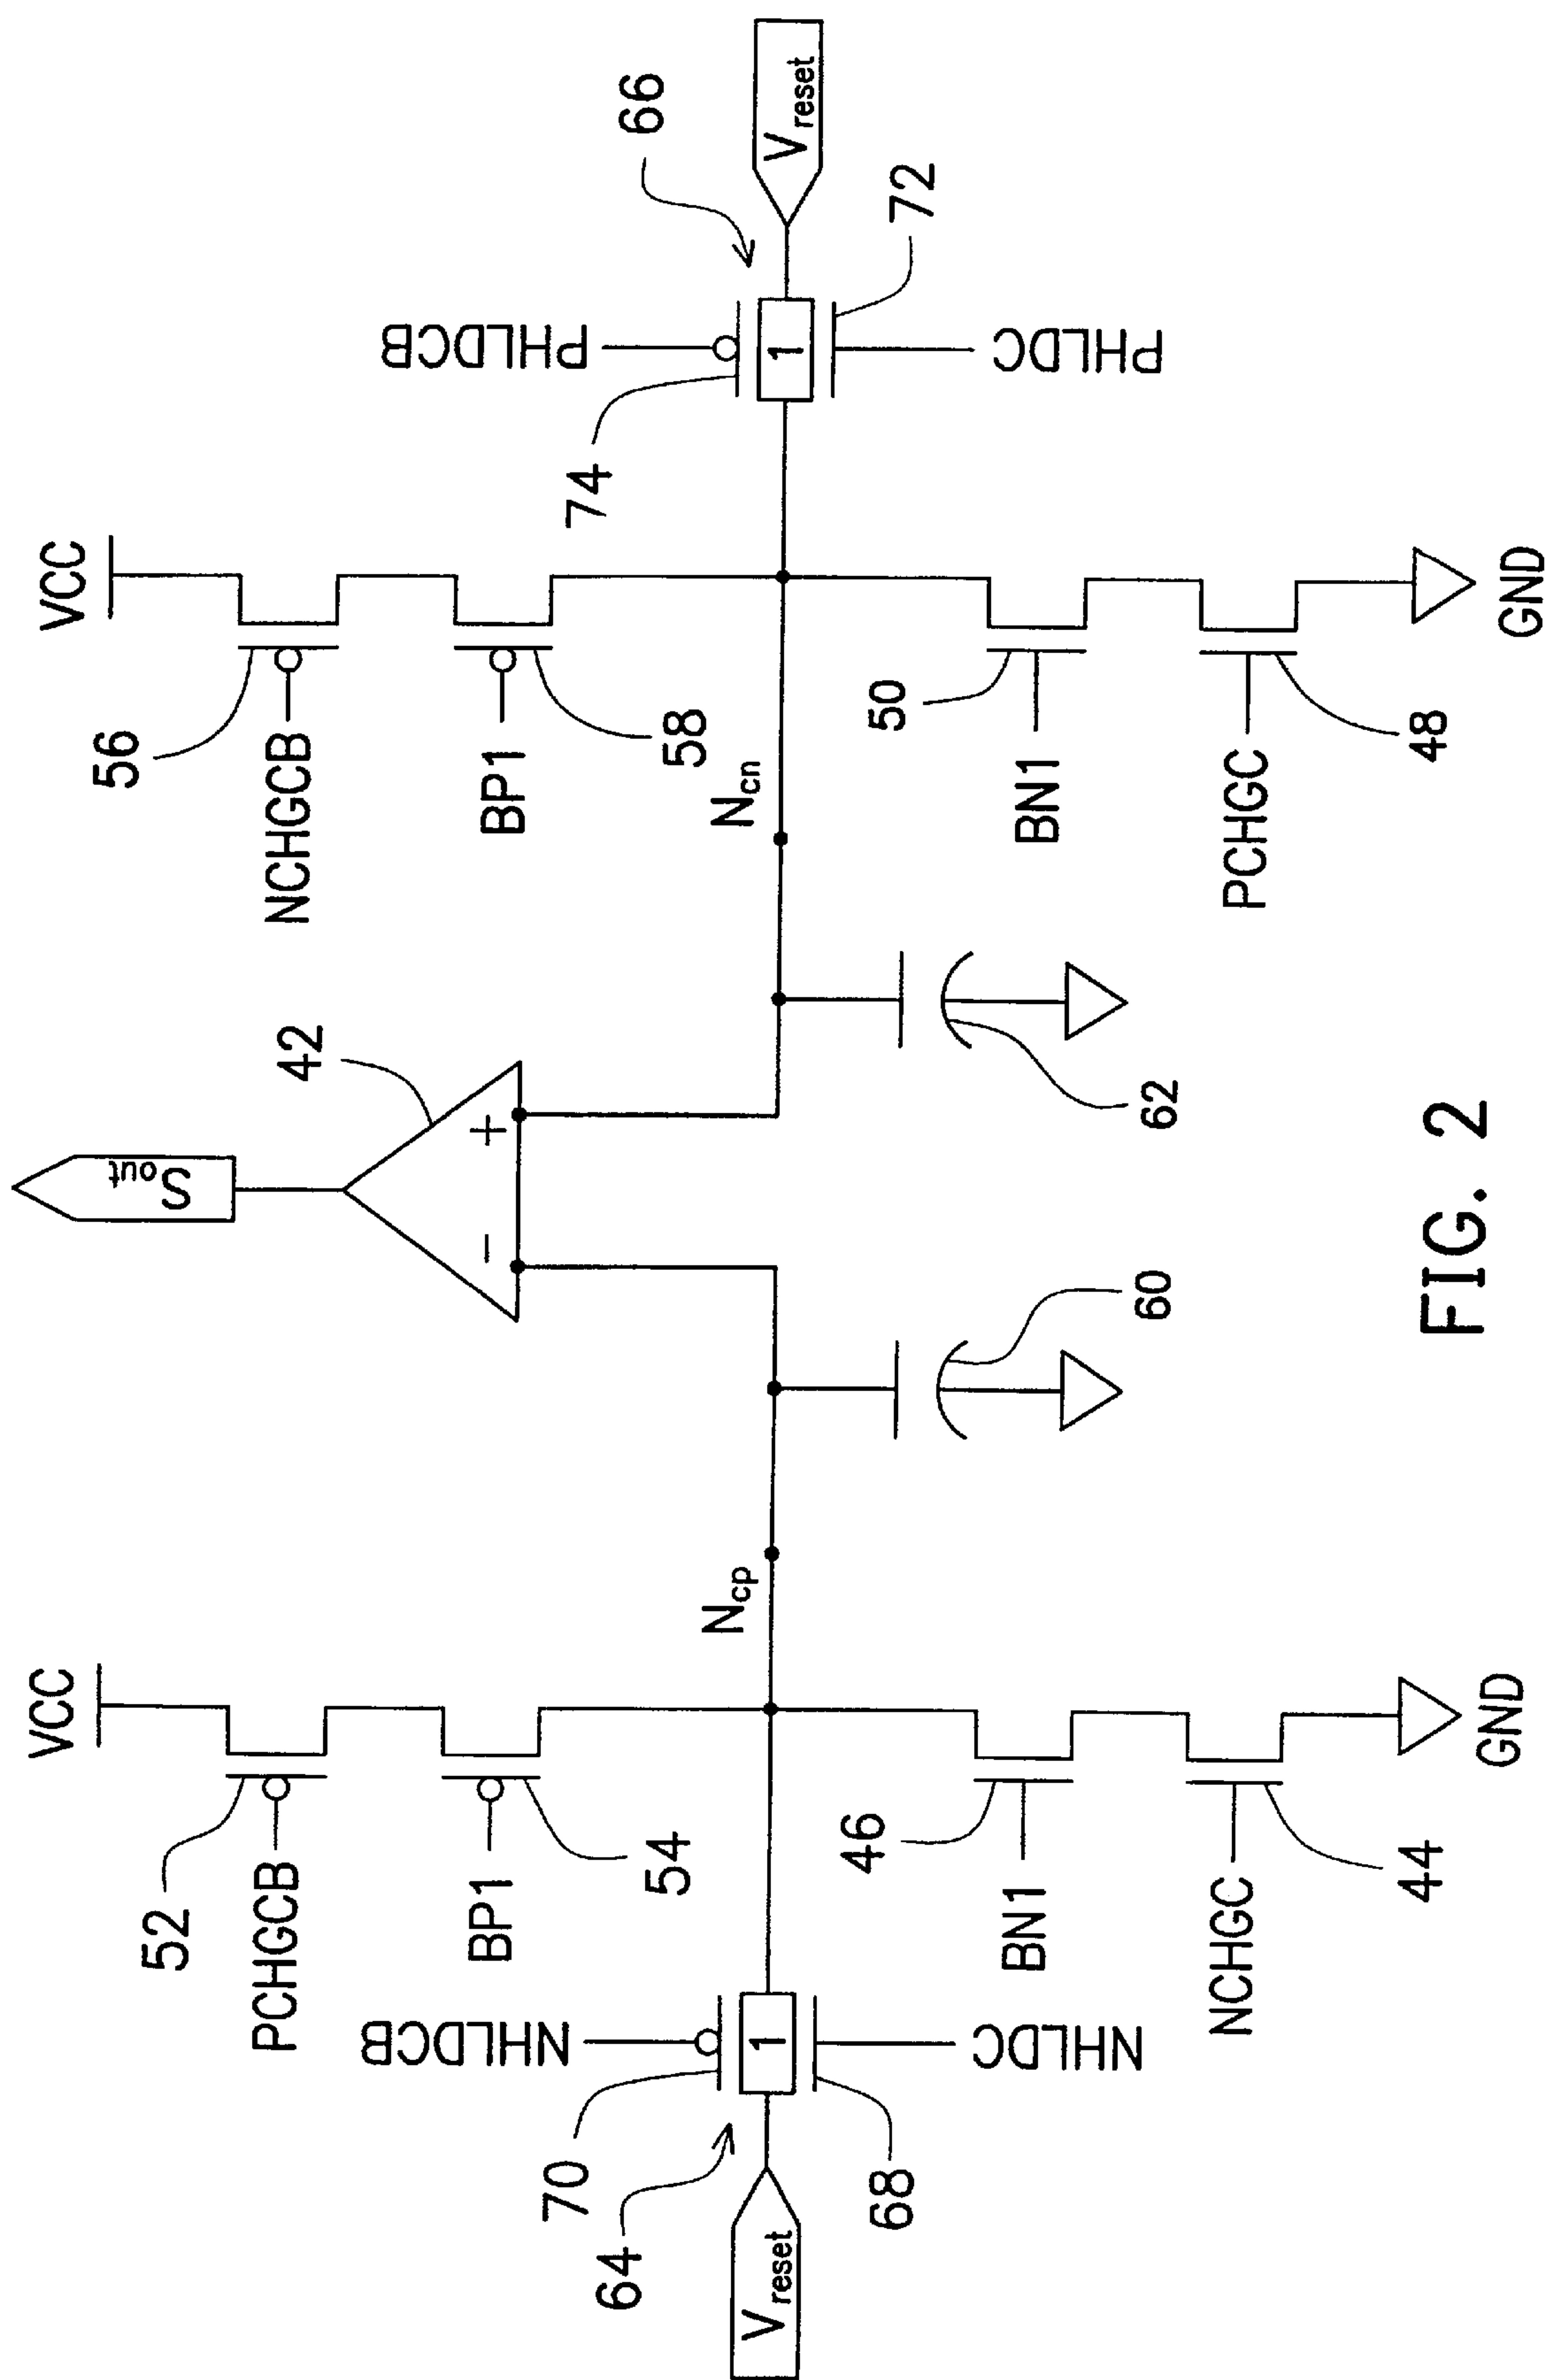 S_out
42
VCC
VCC
52
PCHGCB
56
NCHGCB
BP1
54
BP1
58
NHLDCB
70
64
V_reset
PHLDCB
74
66
V_reset
N_cp
N_cn
68
NHLDC
72
PHLDC
46
BN1
60
62
50
BN1
NCHGC
44
PCHGC
48
GND
GND
FIG. 2